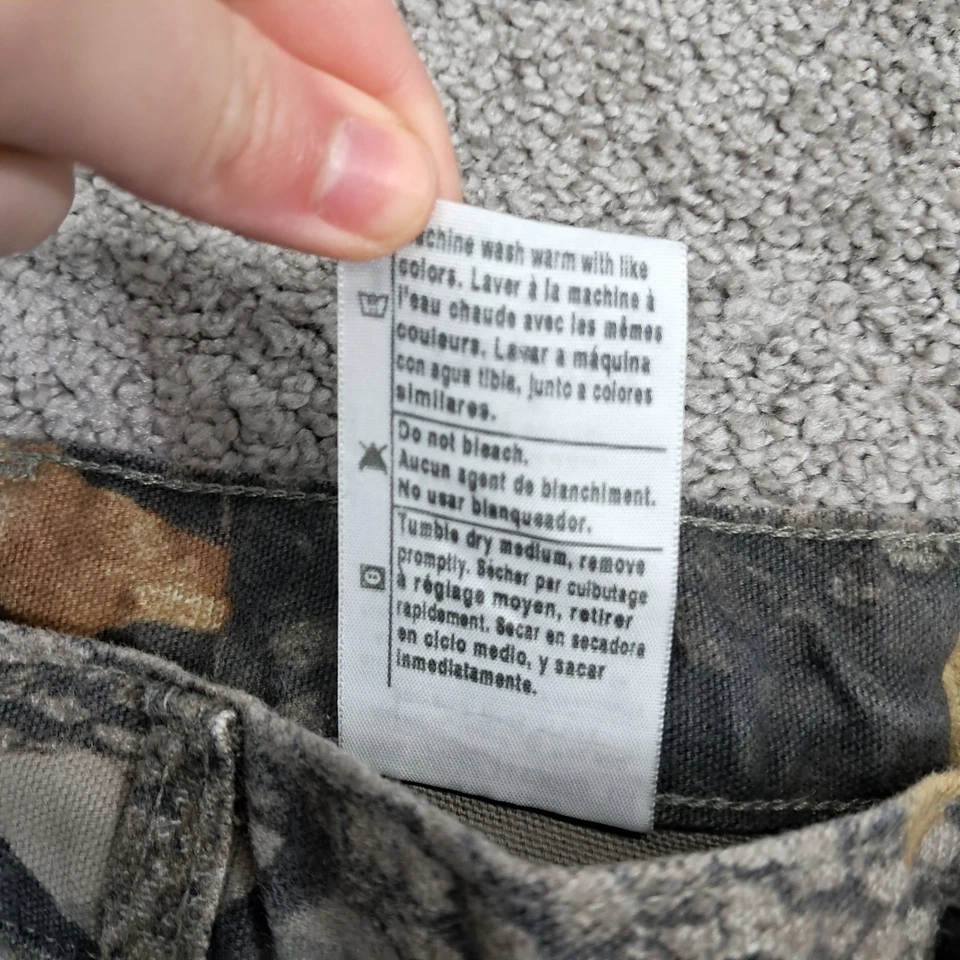 achine wash warm with like
colors. Laver à la machine à
l'eau chaude avec les mêmes
couleurs. Lavar a máquina
con agua tibia, junto a colores
similares.
Do not bleach.
Aucun agent de blanchiment.
No usar blanqueador.
Tumble dry medium, remove
promptly. Sécher par culbutage
à réglage moyen, retirer
rapidement. Secar en secadora
en ciclo medio, y sacar
inmediatamente.